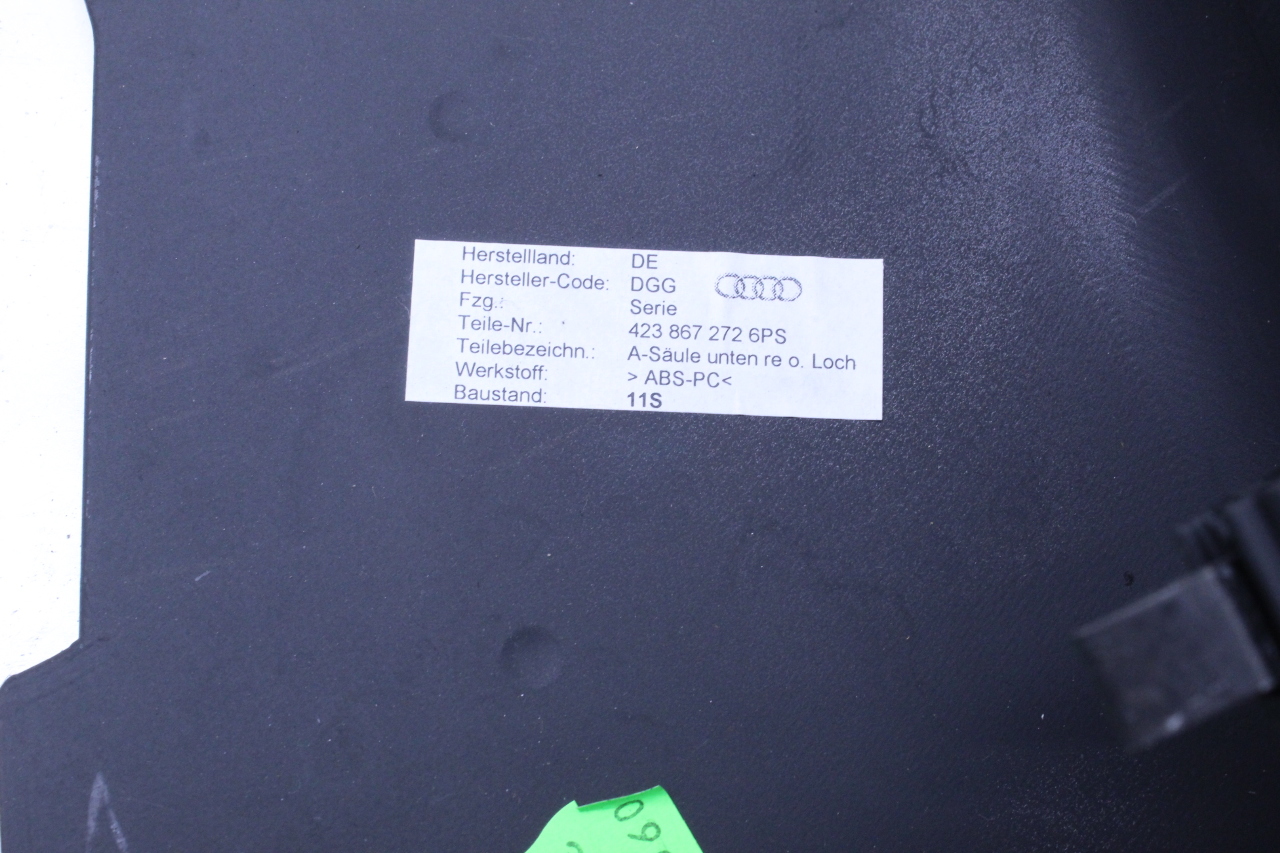 Herstellland: DE
Hersteller-Code: DGG
Fzg.: Serie
Teile-Nr.: 423 867 272 6PS
Teilebezeichn.: A-Säule unten re o. Loch
Werkstoff: > ABS-PC<
Baustand: 11S